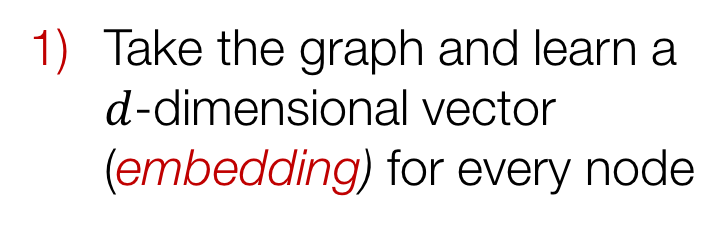 1) Take the graph and learn a
d-dimensional vector
(embedding) for every node